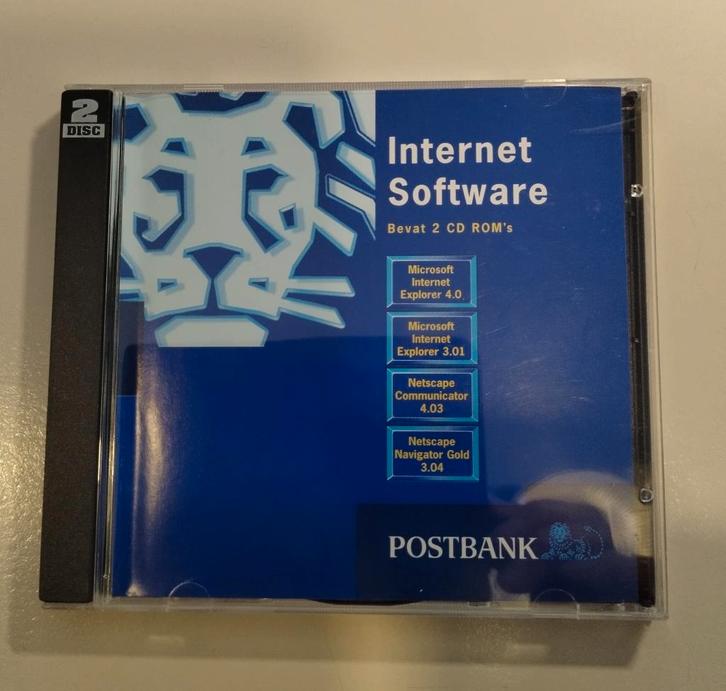 2
DISC
Internet
Software
Bevat 2 CD ROM's
Microsoft
Internet
Explorer 4.0
Microsoft
Internet
Explorer 3.01
Netscape
Communicator
4.03
Netscape
Navigator Gold
3.04
POSTBANK